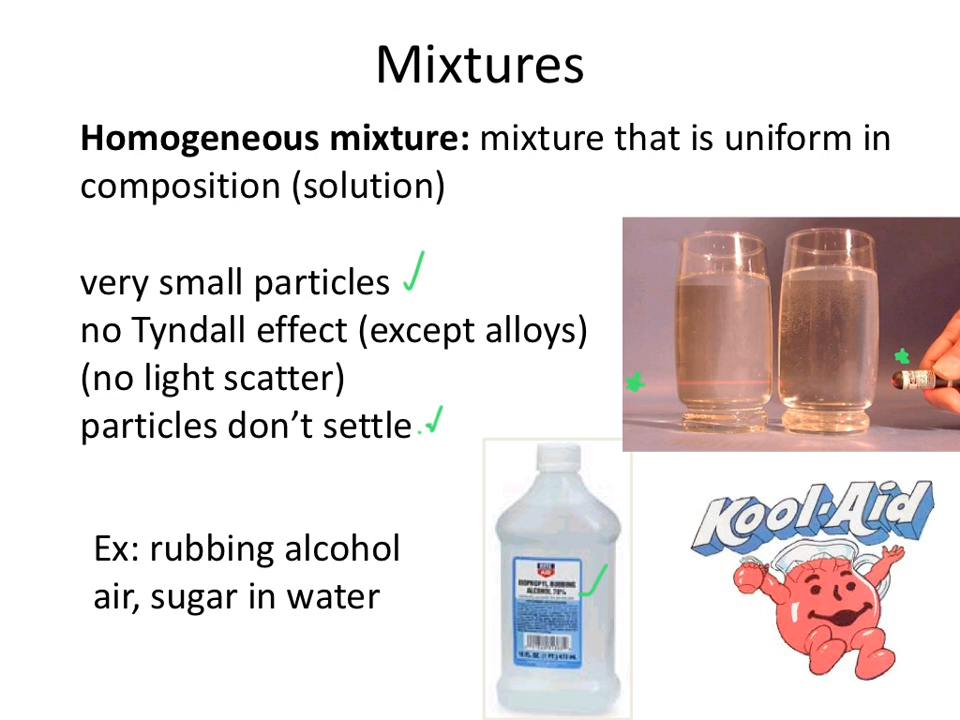 Mixtures
Homogeneous mixture: mixture that is uniform in
composition (solution)
very small particles
no Tyndall effect (except alloys)
(no light scatter)
particles don’t settle
Ex: rubbing alcohol
air, sugar in water
ISOPROPYL RUBBING
ALCOHOL 70%
Kool-Aid